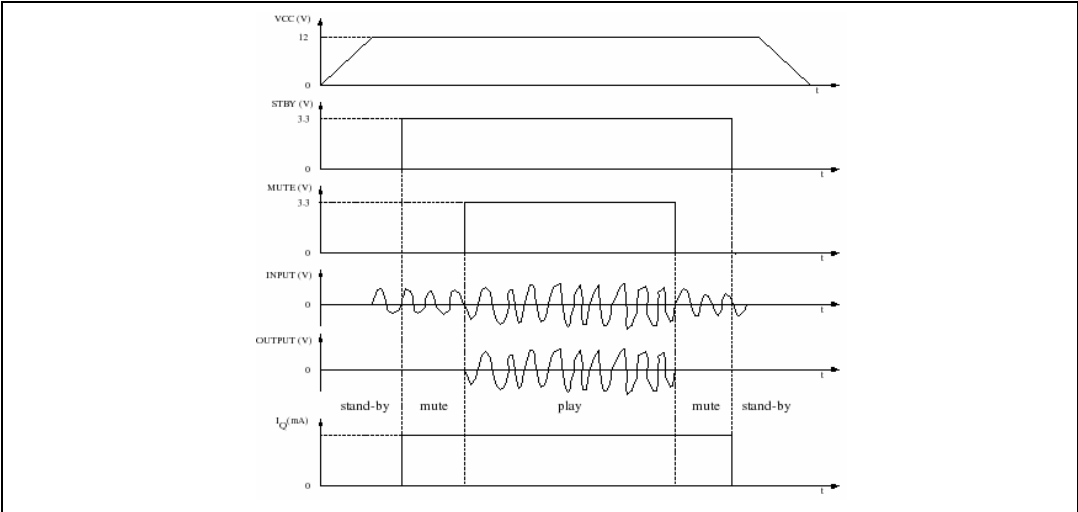 VCC (V)
12
0
t
STBY (V)
3.3
0
t
MUTE (V)
3.3
0
t
INPUT (V)
0
t
OUTPUT (V)
0
t
stand-by mute play mute stand-by
IQ(mA)
0
t